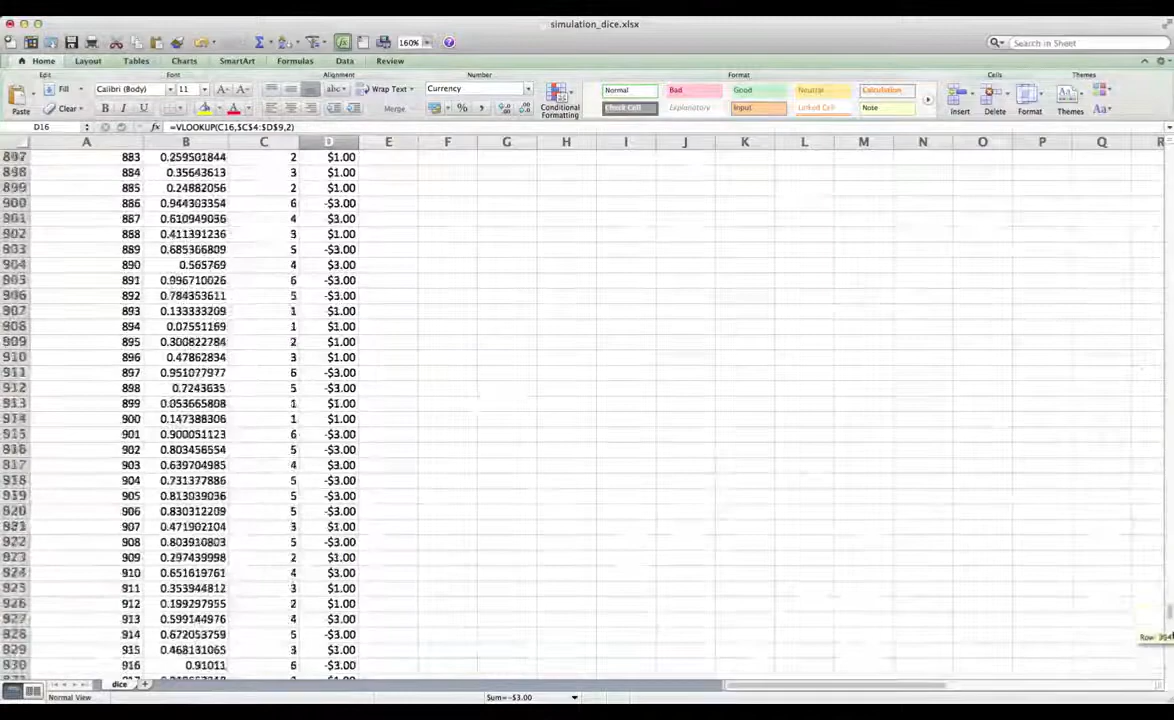 simulation_dice.xlsx
160%
Search in Sheet
Home Layout Tables Charts SmartArt Formulas Data Review
Edit Font Alignment Number Format Cells Themes
Paste Fill Calibri (Body) 11 abc Wrap Text Currency Conditional Formatting Normal Bad Good Neutral Calculation Insert Delete Format Themes Aa
Clear B I U A Merge % , Check Cell Explanatory ... Input Linked Cell Note
D16 fx =VLOOKUP(C16,$C$4:$D$9,2)
A B C D E F G H I J K L M N O P Q R
883 0.259501844 2 $1.00
898 884 0.35643613 3 $1.00
899 885 0.24882056 2 $1.00
900 886 0.944303354 6 -$3.00
901 887 0.610949036 4 $3.00
902 888 0.411391236 3 $1.00
903 889 0.685366809 5 -$3.00
904 890 0.565769 4 $3.00
905 891 0.996710026 6 -$3.00
906 892 0.784353611 5 -$3.00
907 893 0.133333209 1 $1.00
908 894 0.07551169 1 $1.00
909 895 0.300822784 2 $1.00
910 896 0.47862834 3 $1.00
911 897 0.951077977 6 -$3.00
912 898 0.7243635 5 -$3.00
913 899 0.053665808 1 $1.00
914 900 0.147388306 1 $1.00
915 901 0.900051123 6 -$3.00
916 902 0.803456554 5 -$3.00
917 903 0.639704985 4 $3.00
918 904 0.731377886 5 -$3.00
919 905 0.813039036 5 -$3.00
920 906 0.830312209 5 -$3.00
921 907 0.471902104 3 $1.00
922 908 0.803910803 5 -$3.00
923 909 0.297439998 2 $1.00
924 910 0.651619761 4 $3.00
925 911 0.353944812 3 $1.00
926 912 0.199297955 2 $1.00
927 913 0.599144976 4 $3.00
928 914 0.672053759 5 -$3.00
929 915 0.468131065 3 $1.00
930 916 0.91011 6 -$3.00
Row:
dice
Normal View Sum=-$3.00